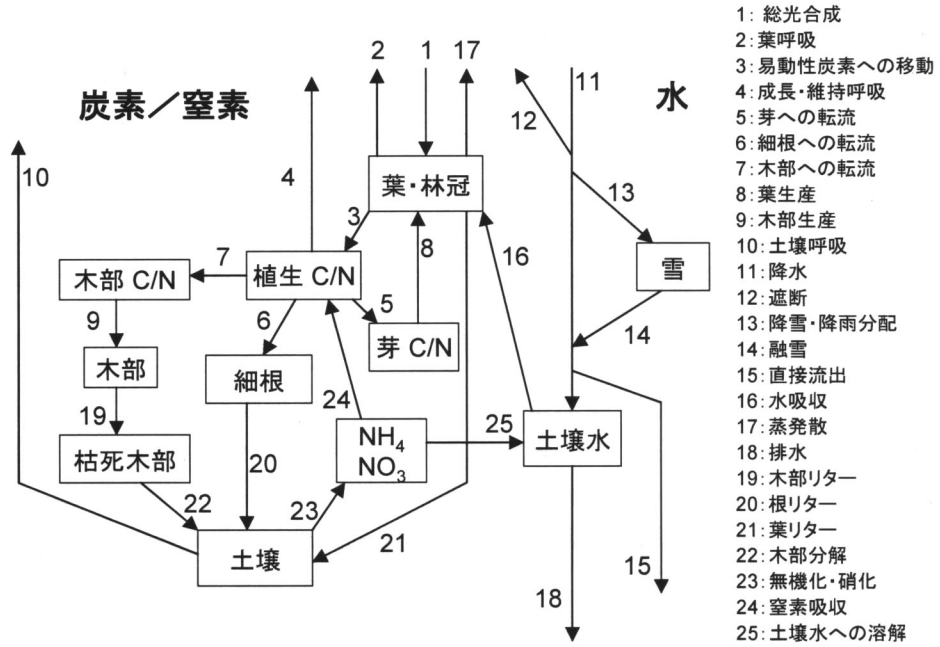 炭素／窒素
水
2
1
17
11
12
10
4
葉・林冠
13
3
8
16
雪
7
植生 C/N
木部 C/N
5
14
9
6
芽 C/N
木部
細根
24
19
NH4
NO3
25
土壌水
枯死木部
20
22
23
21
土壌
15
18
1: 総光合成
2: 葉呼吸
3: 易動性炭素への移動
4: 成長・維持呼吸
5: 芽への転流
6: 細根への転流
7: 木部への転流
8: 葉生産
9: 木部生産
10: 土壌呼吸
11: 降水
12: 遮断
13: 降雪・降雨分配
14: 融雪
15: 直接流出
16: 水吸収
17: 蒸発散
18: 排水
19: 木部リター
20: 根リター
21: 葉リター
22: 木部分解
23: 無機化・硝化
24: 窒素吸収
25: 土壌水への溶解